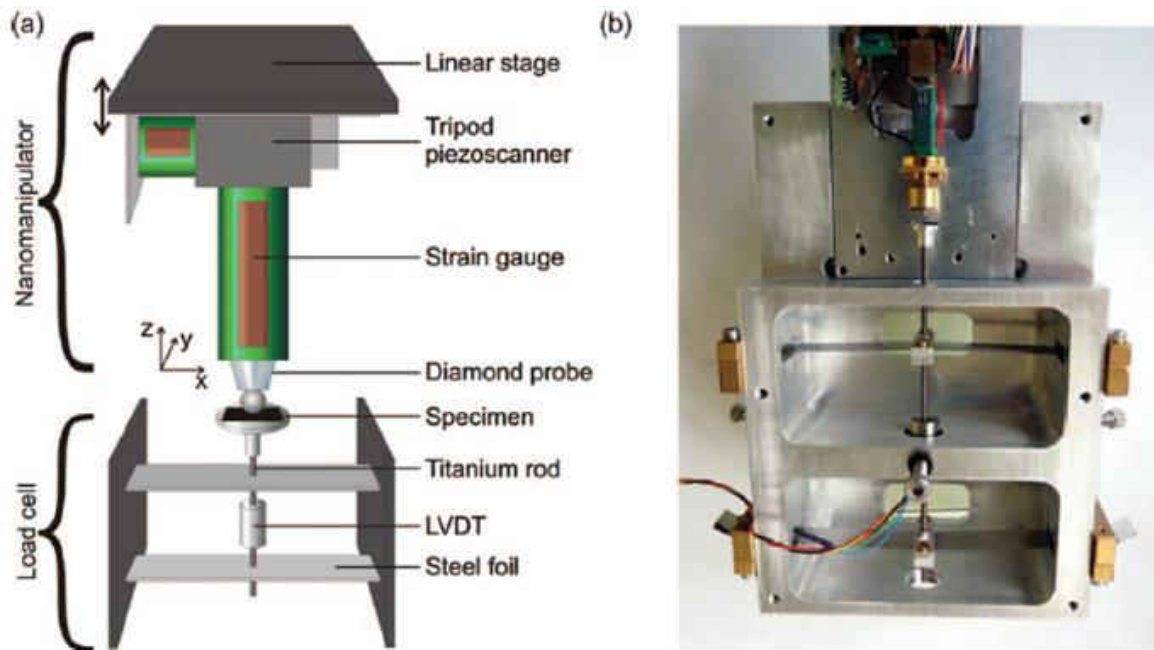 (a)
Linear stage
Tripod
piezoscanner
Strain gauge
Diamond probe
Specimen
Titanium rod
LVDT
Steel foil
Nanomanipulator
Load cell
z
y
x
(b)